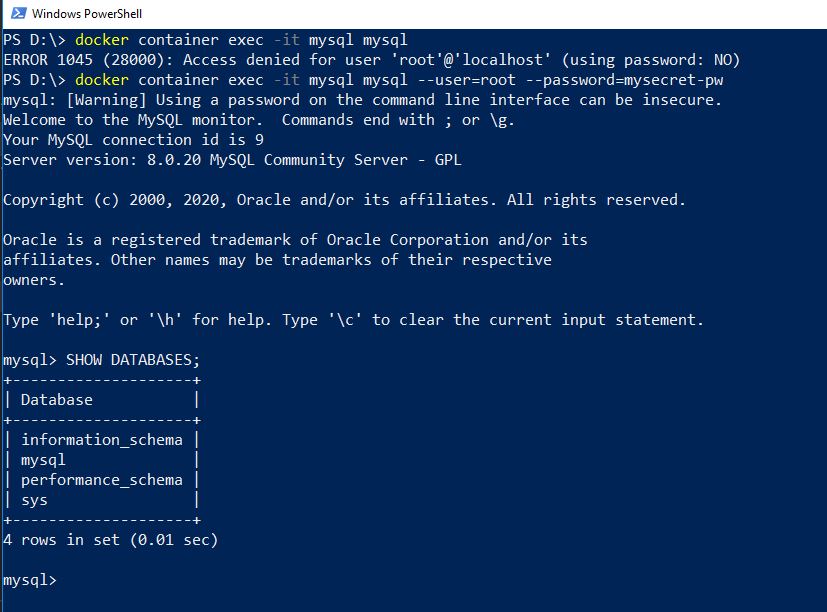 Windows PowerShell
PS D:\> docker container exec -it mysql mysql
ERROR 1045 (28000): Access denied for user 'root'@'localhost' (using password: NO)
PS D:\> docker container exec -it mysql mysql --user=root --password=mysecret-pw
mysql: [Warning] Using a password on the command line interface can be insecure.
Welcome to the MySQL monitor.  Commands end with ; or \g.
Your MySQL connection id is 9
Server version: 8.0.20 MySQL Community Server - GPL

Copyright (c) 2000, 2020, Oracle and/or its affiliates. All rights reserved.

Oracle is a registered trademark of Oracle Corporation and/or its
affiliates. Other names may be trademarks of their respective
owners.

Type 'help;' or '\h' for help. Type '\c' to clear the current input statement.

mysql> SHOW DATABASES;
+--------------------+
| Database           |
+--------------------+
| information_schema |
| mysql              |
| performance_schema |
| sys                |
+--------------------+
4 rows in set (0.01 sec)

mysql>